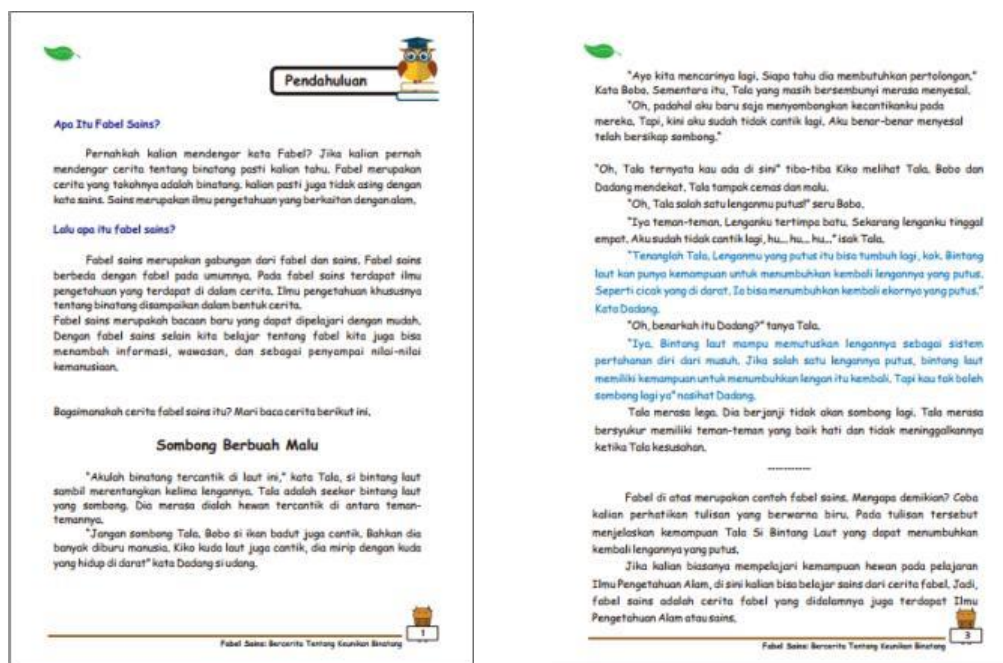 Pendahuluan
Apa Itu Fabel Sains?
Pernahkah kalian mendengar kata Fabel? Jika kalian pernah
mendengar cerita tentang binatang pasti kalian tahu. Fabel merupakan
cerita yang tokohnya adalah binatang. kalian pasti juga tidak asing dengan
kata sains. Sains merupakan ilmu pengetahuan yang berkaitan dengan alam.
Lalu apa itu fabel sains?
Fabel sains merupakan gabungan dari fabel dan sains. Fabel sains
berbeda dengan fabel pada umumnya. Pada fabel sains terdapat ilmu
pengetahuan yang terdapat di dalam cerita. Ilmu pengetahuan khususnya
tentang binatang disampaikan dalam bentuk cerita.
Fabel sains merupakah bacaan baru yang dapat dipelajari dengan mudah.
Dengan fabel sains selain kita belajar tentang fabel kita juga bisa
menambah informasi, wawasan, dan sebagai penyampai nilai-nilai
kemanusiaan.
Bagaimanakah cerita fabel sains itu? Mari baca cerita berikut ini.
Sombong Berbuah Malu
"Akulah binatang tercantik di laut ini," kata Tala, si bintang laut
sambil merentangkan kelima lengannya. Tala adalah seekor bintang laut
yang sombong. Dia merasa dialah hewan tercantik di antara teman-
temannya.
"Jangan sombong Tala. Bobo si ikan badut juga cantik. Bahkan dia
banyak diburu manusia. Kiko kuda laut juga cantik, dia mirip dengan kuda
yang hidup di darat" kata Dadang si udang.
1
Fabel Sains: Bercerita Tentang Keunikan Binatang
"Ayo kita mencarinya lagi. Siapa tahu dia membutuhkan pertolongan."
Kata Bobo. Sementara itu, Tala yang masih bersembunyi merasa menyesal.
"Oh, padahal aku baru saja menyombongkan kecantikanku pada
mereka. Tapi, kini aku sudah tidak cantik lagi. Aku benar-benar menyesal
telah bersikap sombong."
"Oh, Tala ternyata kau ada di sini" tiba-tiba Kiko melihat Tala. Bobo dan
Dadang mendekat. Tala tampak cemas dan malu.
"Oh, Tala salah satu lenganmu putus!" seru Bobo.
"Iya teman-teman. Lenganku tertimpa batu. Sekarang lenganku tinggal
empat. Aku sudah tidak cantik lagi, hu... hu... hu..." isak Tala.
"Tenanglah Tala. Lenganmu yang putus itu bisa tumbuh lagi, kok. Bintang
laut kan punya kemampuan untuk menumbuhkan kembali lengannya yang putus.
Seperti cicak yang di darat. Ia bisa menumbuhkan kembali ekornya yang putus."
Kata Dadang.
"Oh, benarkah itu Dadang?" tanya Tala.
"Iya. Bintang laut mampu memutuskan lengannya sebagai sistem
pertahanan diri dari musuh. Jika salah satu lengannya putus, bintang laut
memiliki kemampuan untuk menumbuhkan lengan itu kembali. Tapi kau tak boleh
sombong lagi ya" nasihat Dadang.
Tala merasa lega. Dia berjanji tidak akan sombong lagi. Tala merasa
bersyukur memiliki teman-teman yang baik hati dan tidak meninggalkannya
ketika Tala kesusahan.
------------
Fabel di atas merupakan contoh fabel sains. Mengapa demikian? Coba
kalian perhatikan tulisan yang berwarna biru. Pada tulisan tersebut
menjelaskan kemampuan Tala Si Bintang Laut yang dapat menumbuhkan
kembali lengannya yang putus.
Jika kalian biasanya mempelajari kemampuan hewan pada pelajaran
Ilmu Pengetahuan Alam, di sini kalian bisa belajar sains dari cerita fabel. Jadi,
fabel sains adalah cerita fabel yang didalamnya juga terdapat Ilmu
Pengetahuan Alam atau sains.
3
Fabel Sains: Bercerita Tentang Keunikan Binatang